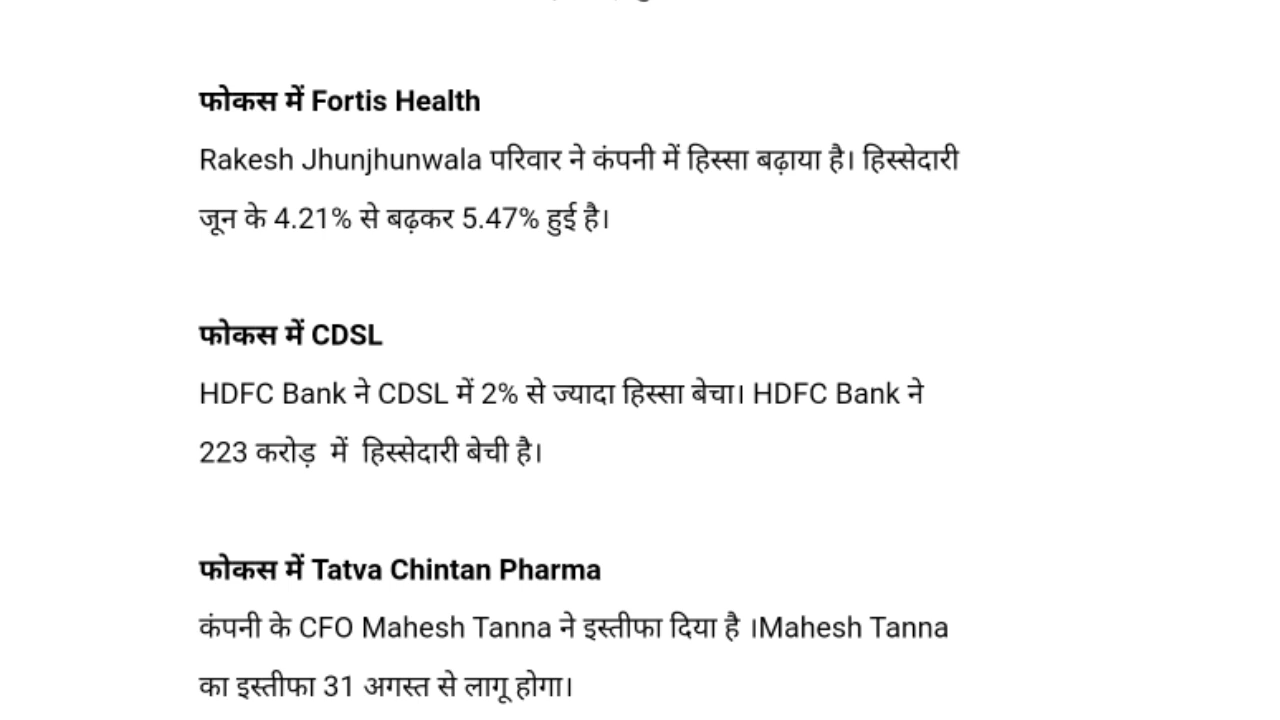 फोकस में Fortis Health
Rakesh Jhunjhunwala परिवार ने कंपनी में हिस्सा बढ़ाया है। हिस्सेदारी
जून के 4.21% से बढ़कर 5.47% हुई है।
फोकस में CDSL
HDFC Bank ने CDSL में 2% से ज्यादा हिस्सा बेचा। HDFC Bank ने
223 करोड़  में  हिस्सेदारी बेची है।
फोकस में Tatva Chintan Pharma
कंपनी के CFO Mahesh Tanna ने इस्तीफा दिया है ।Mahesh Tanna
का इस्तीफा 31 अगस्त से लागू होगा।